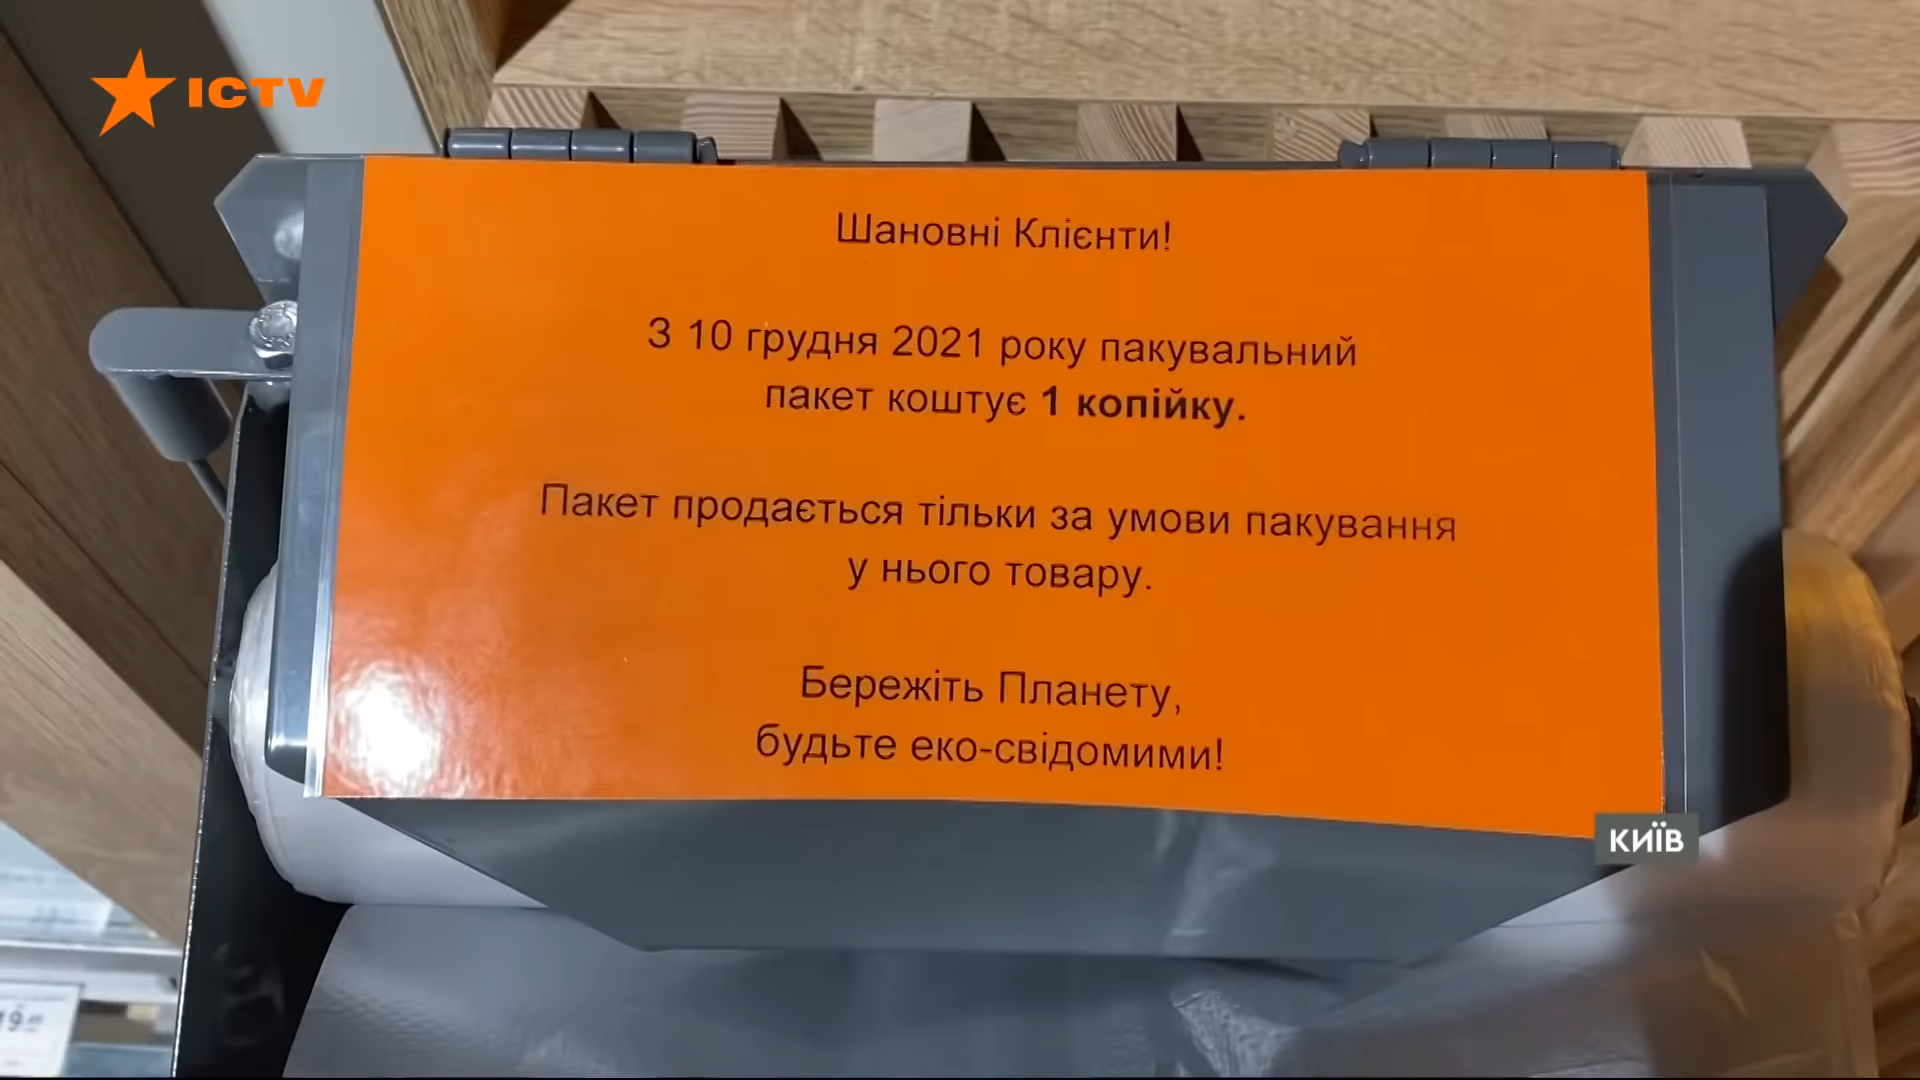 ICTV
Шановні Клієнти!
З 10 грудня 2021 року пакувальний
пакет коштує 1 копійку.
Пакет продається тільки за умови пакування
у нього товару.
Бережіть Планету,
будьте еко-свідомими!
КИЇВ